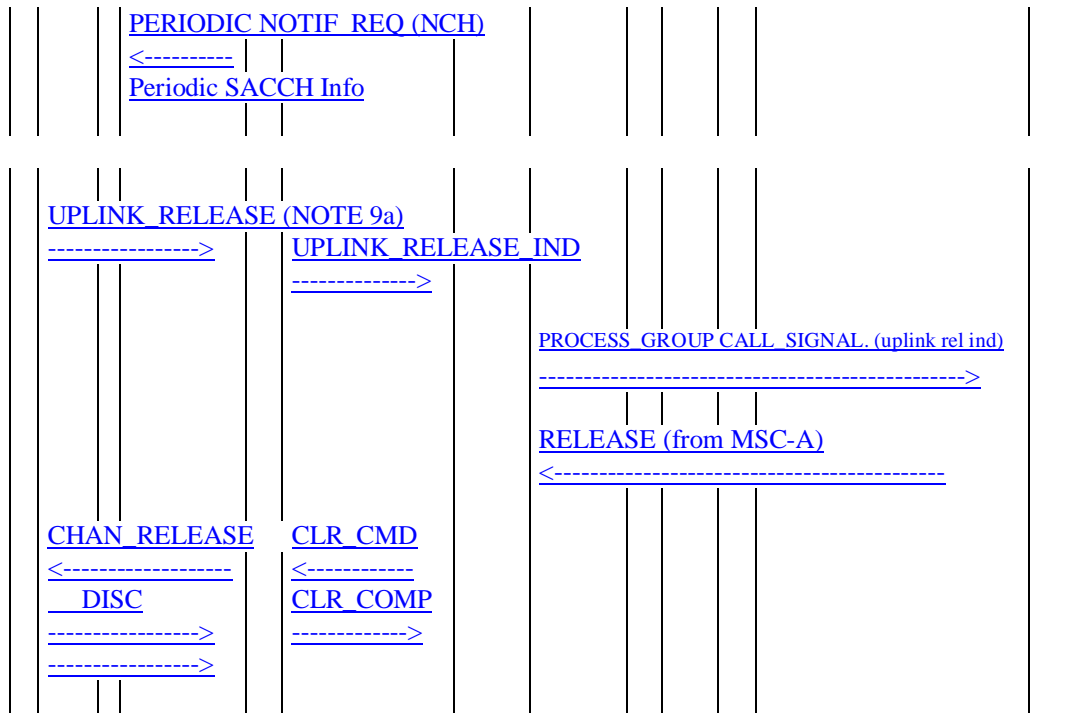 PERIODIC NOTIF_REQ (NCH)
<----------
Periodic SACCH Info
UPLINK_RELEASE (NOTE 9a)
-----------------> UPLINK_RELEASE_IND
-------------->
PROCESS_GROUP CALL_SIGNAL. (uplink rel ind)
------------------------------------------------>
RELEASE (from MSC-A)
<--------------------------------------------
CHAN_RELEASE CLR_CMD
<------------------- <------------
DISC CLR_COMP
-----------------> ------------->
----------------->